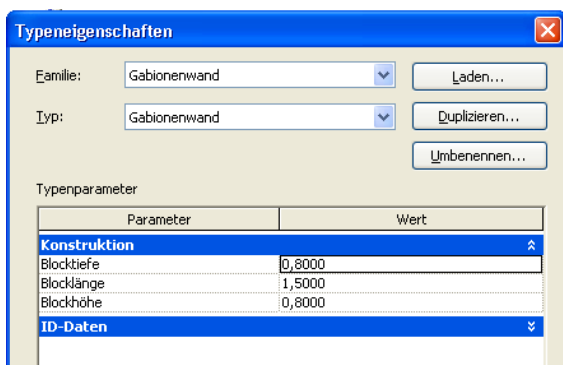 Typeneigenschaften
Familie: Gabionenwand Laden...
Typ: Gabionenwand Duplizieren...
Umbenennen...
Typenparameter
Parameter Wert
Konstruktion
Blocktiefe 0,8000
Blocklänge 1,5000
Blockhöhe 0,8000
ID-Daten